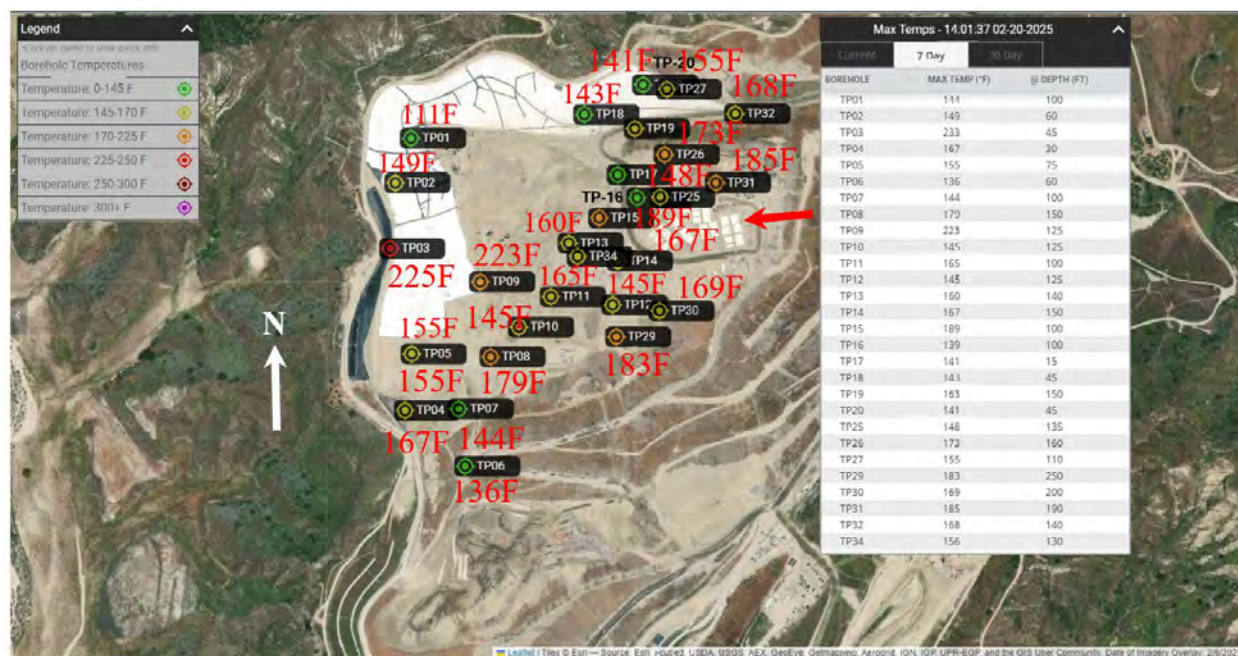 Legend
*Click on name to view quick info
Borehole Temperatures
Temperature: 0-145 F
Temperature: 145-170 F
Temperature: 170-225 F
Temperature: 225-250 F
Temperature: 250-300 F
Temperature: 300+ F
141F
TP-20
155F
TP27
168F
143F
TP18
TP32
111F
TP19
TP01
173F
TP26
149F
TP17
185F
TP02
148F
TP31
TP-16
TP25
TP15
189F
160F
TP13
167F
TP03
TP34
TP14
225F
223F
TP09
165F
145F
169F
TP11
TP12
TP30
145F
TP10
155F
TP29
TP05
TP08
183F
155F
179F
TP04
TP07
167F
144F
TP06
136F
N
Max Temps - 14:01:37 02-20-2025
Current 7 Day 30 Day
BOREHOLE MAX TEMP (°F) @ DEPTH (FT)
TP01 144 100
TP02 149 60
TP03 233 45
TP04 167 30
TP05 155 75
TP06 136 60
TP07 144 100
TP08 179 150
TP09 223 125
TP10 145 125
TP11 165 100
TP12 145 125
TP13 160 140
TP14 167 150
TP15 189 100
TP16 139 100
TP17 141 15
TP18 143 45
TP19 163 150
TP20 141 45
TP25 148 135
TP26 173 160
TP27 155 110
TP29 183 250
TP30 169 200
TP31 185 190
TP32 168 140
TP34 156 130
Leaflet | Tiles © Esri — Source: Esri, i-cubed, USDA, USGS, AEX, GeoEye, Getmapping, Aerogrid, IGN, IGP, UPR-EGP, and the GIS User Community, Date of Imagery Overlay: 2/6/202